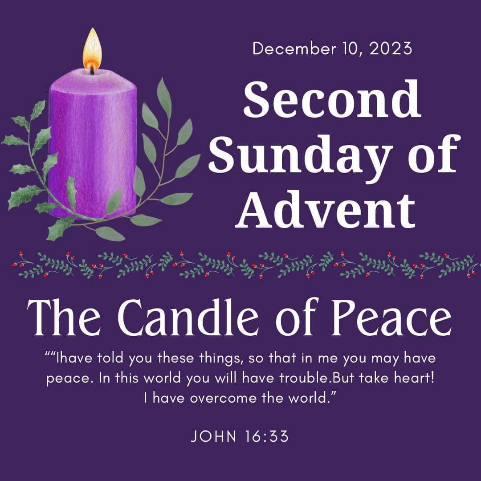 December 10, 2023
Second
Sunday of
Advent
The Candle of Peace
““Ihave told you these things, so that in me you may have
peace. In this world you will have trouble.But take heart!
I have overcome the world.”
JOHN 16:33